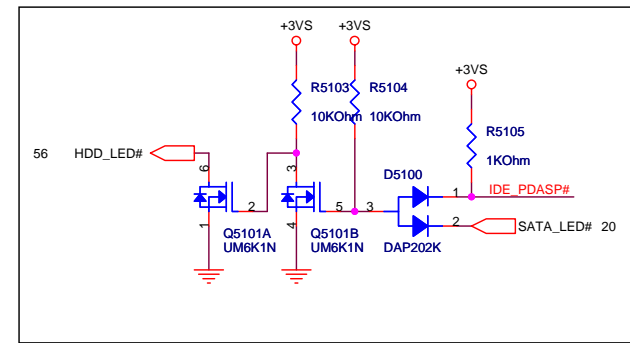 +3VS
+3VS
+3VS
R5103
R5104
10KOhm
10KOhm
R5105
1KOhm
56
HDD_LED#
D5100
6
3
1
IDE_PDASP#
2
5
3
2
SATA_LED#
20
1
4
Q5101A
UM6K1N
Q5101B
UM6K1N
DAP202K